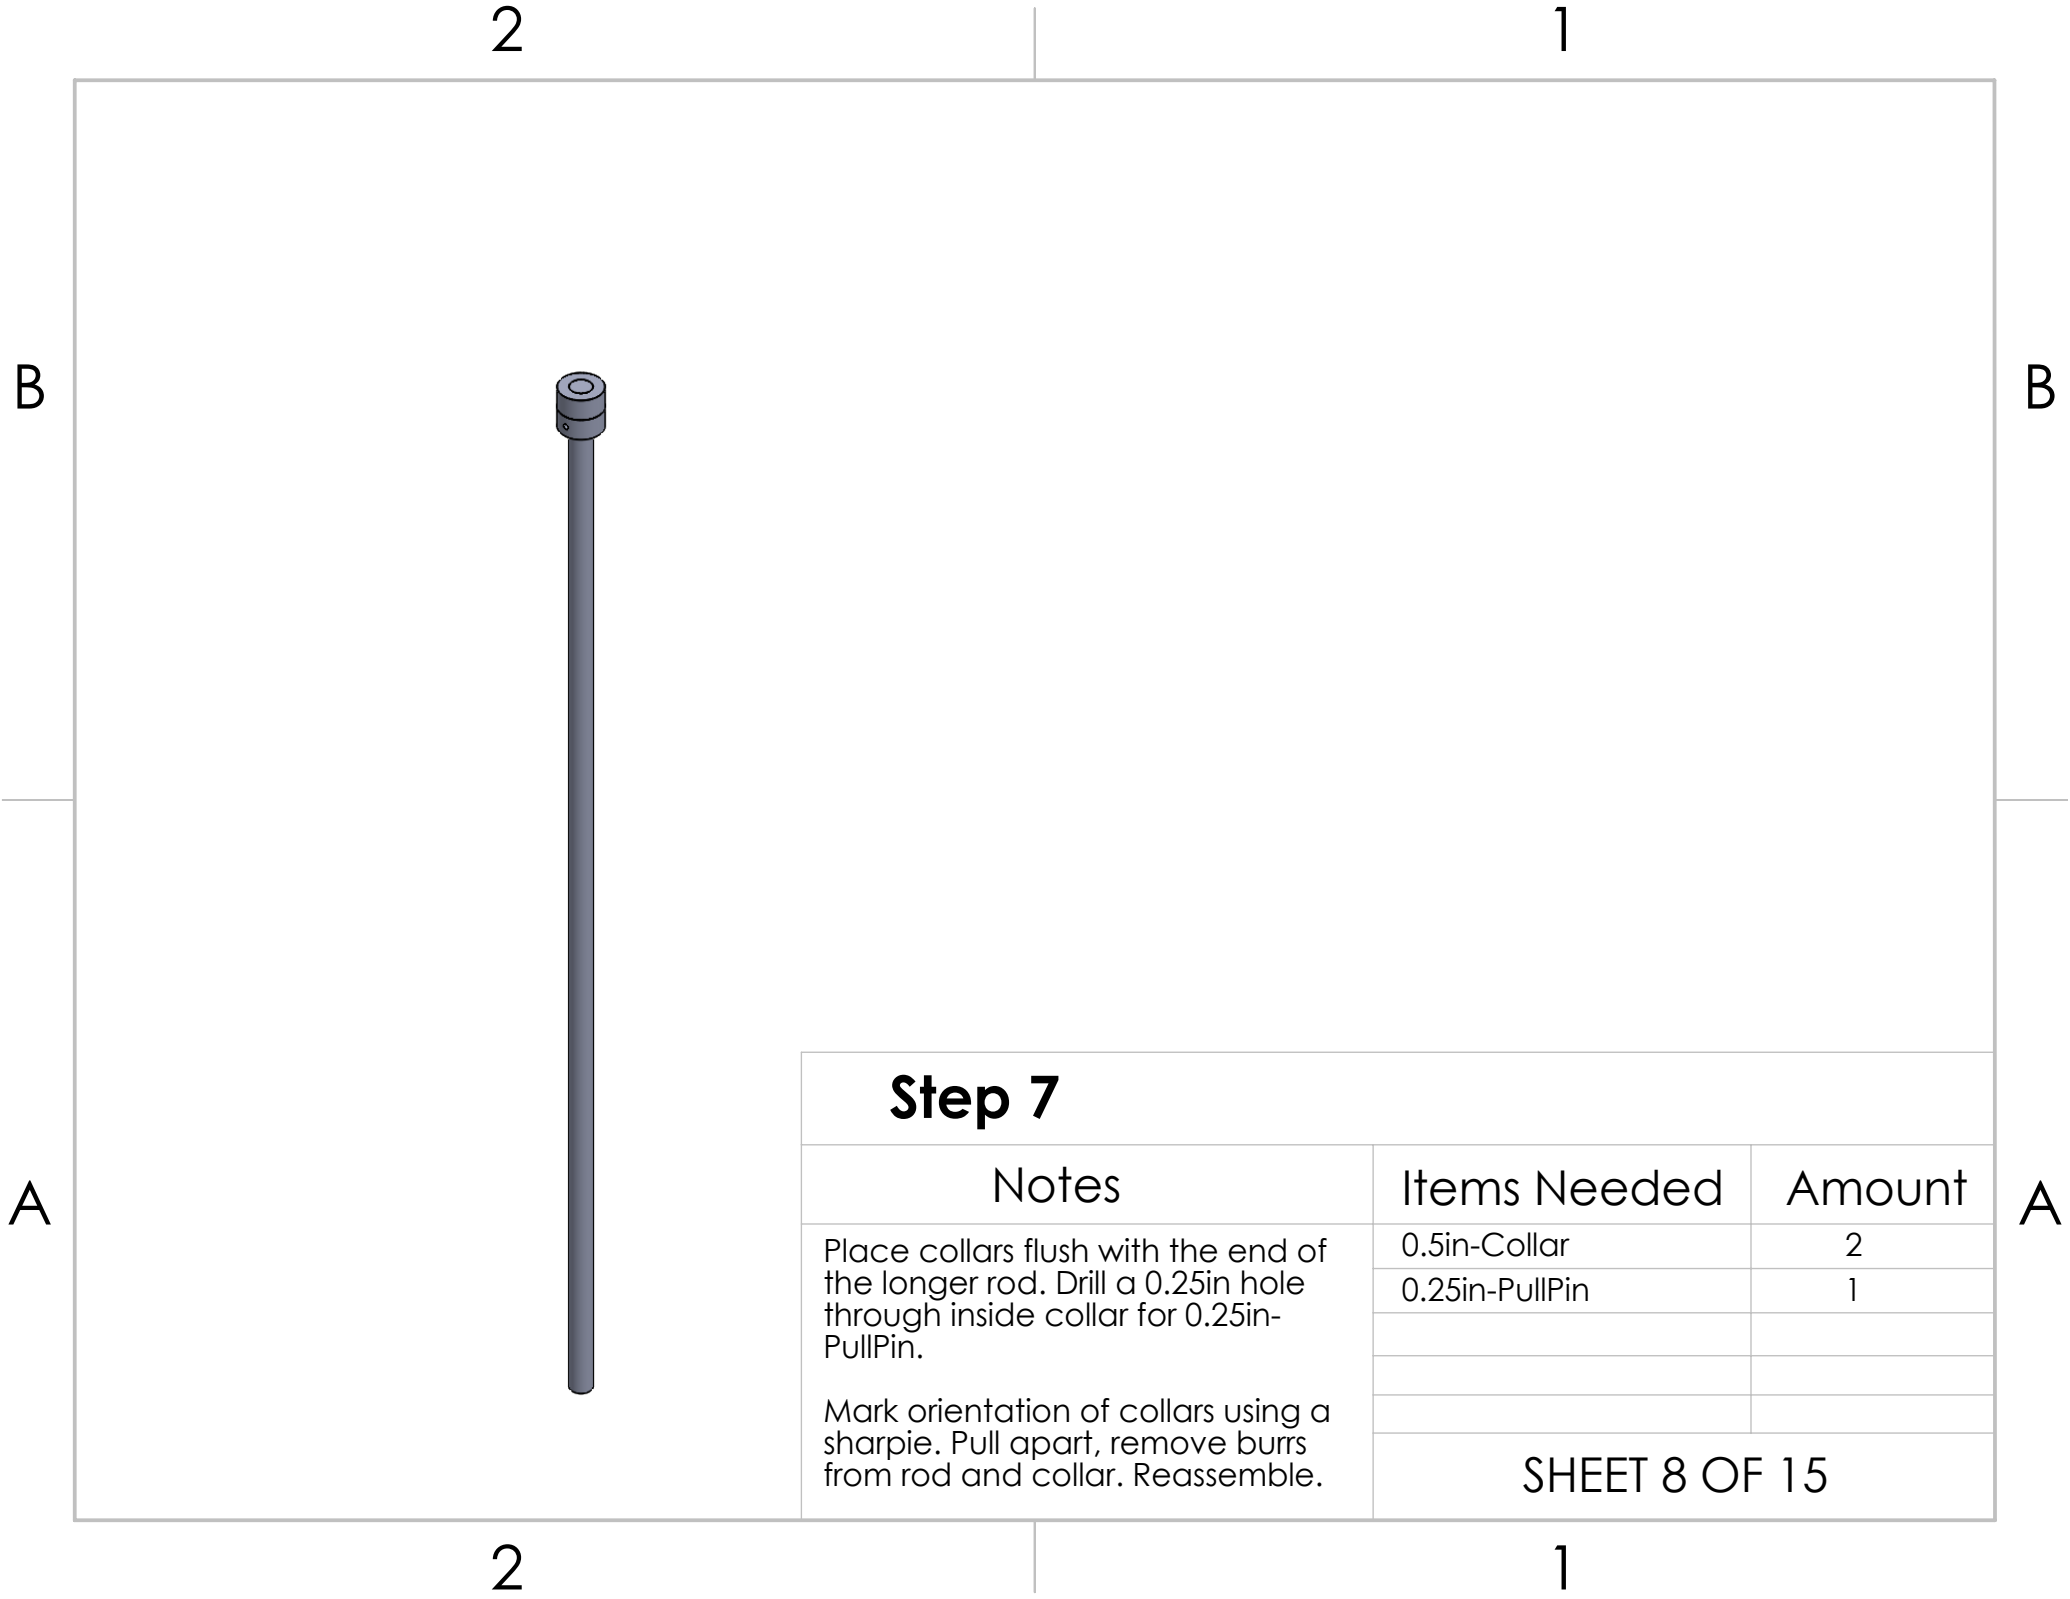 2
1
B
B
A
A
Step 7
Notes
Items Needed
Amount
Place collars flush with the end of
the longer rod. Drill a 0.25in hole
through inside collar for 0.25in-
PullPin.
Mark orientation of collars using a
sharpie. Pull apart, remove burrs
from rod and collar. Reassemble.
0.5in-Collar
2
0.25in-PullPin
1
SHEET 8 OF 15
2
1